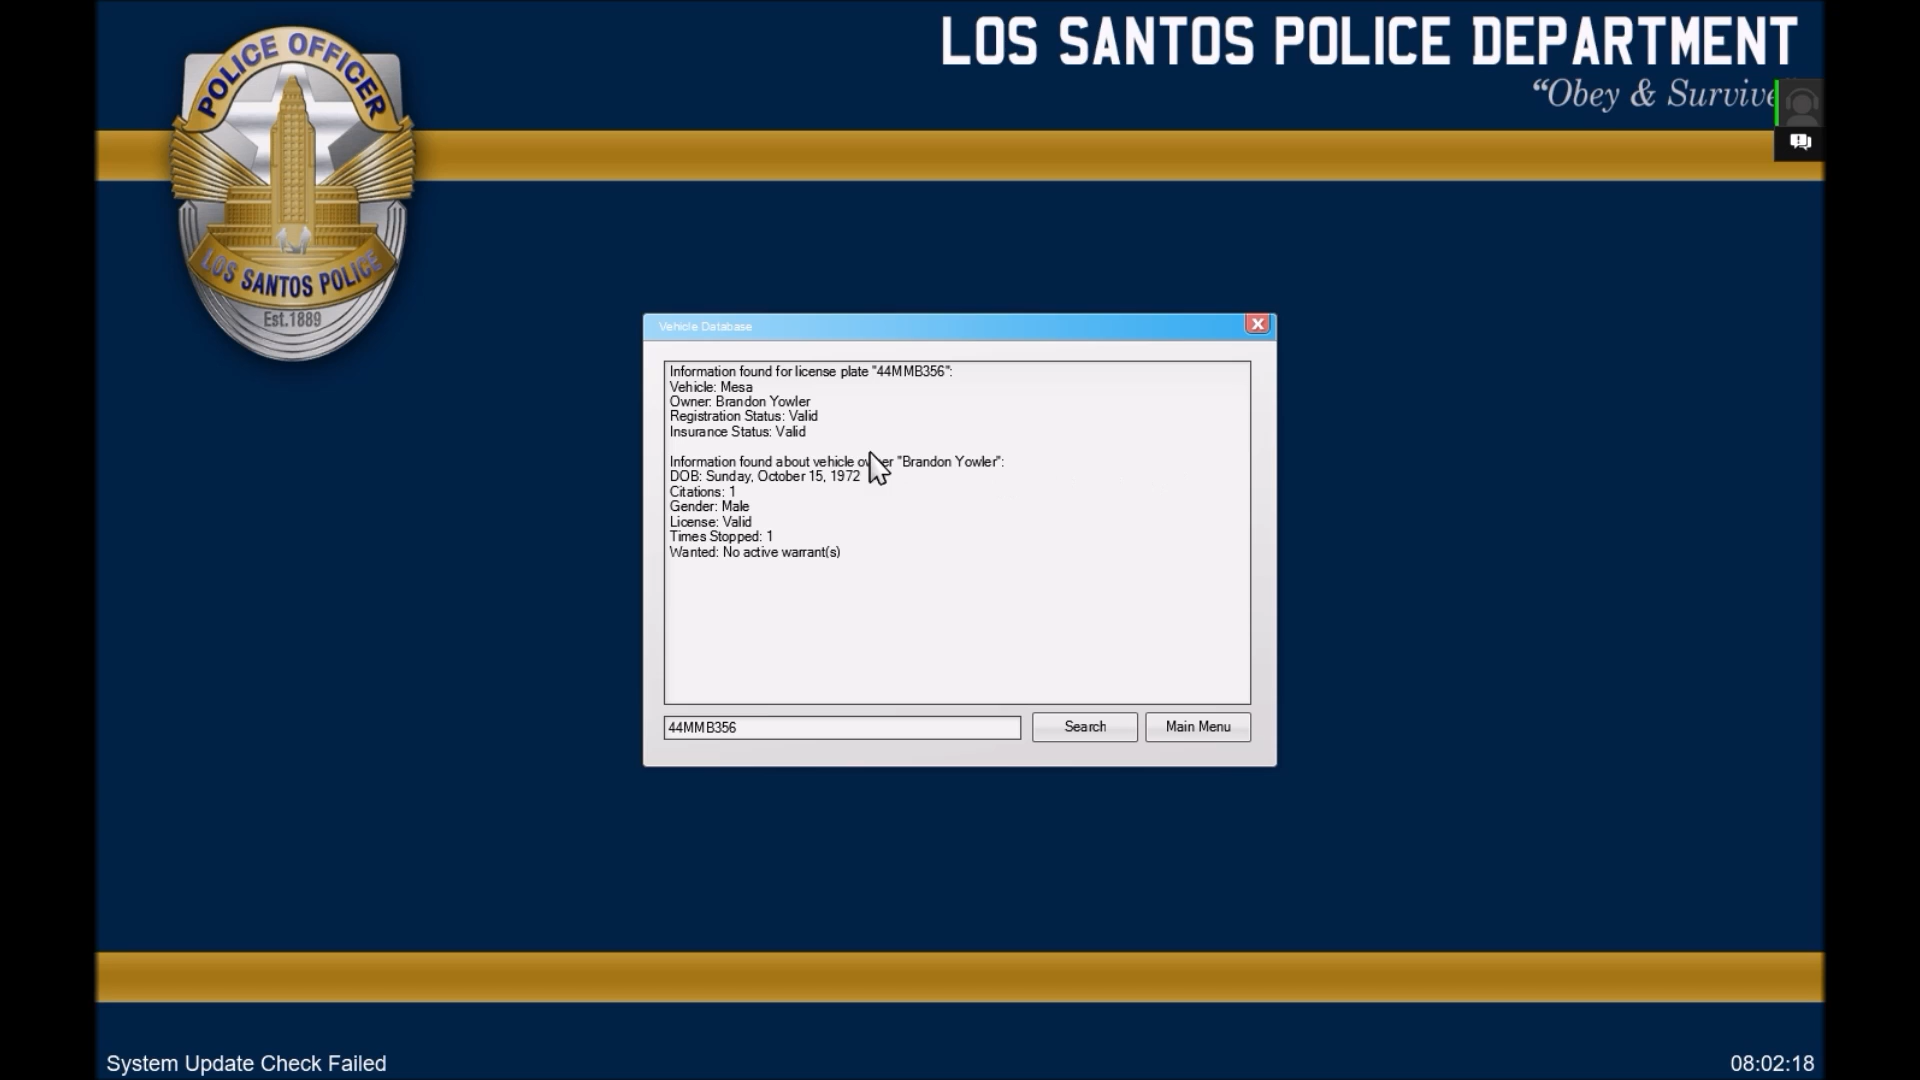 POLICE OFFICER
LOS SANTOS POLICE
Est.1889
LOS SANTOS POLICE DEPARTMENT
“Obey & Survive
Vehicle Database
Information found for license plate "44MMB356":
Vehicle: Mesa
Owner: Brandon Yowler
Registration Status: Valid
Insurance Status: Valid
Information found about vehicle owner "Brandon Yowler":
DOB: Sunday, October 15, 1972
Citations: 1
Gender: Male
License: Valid
Times Stopped: 1
Wanted: No active warrant(s)
44MMB356
Search
Main Menu
System Update Check Failed
08:02:18